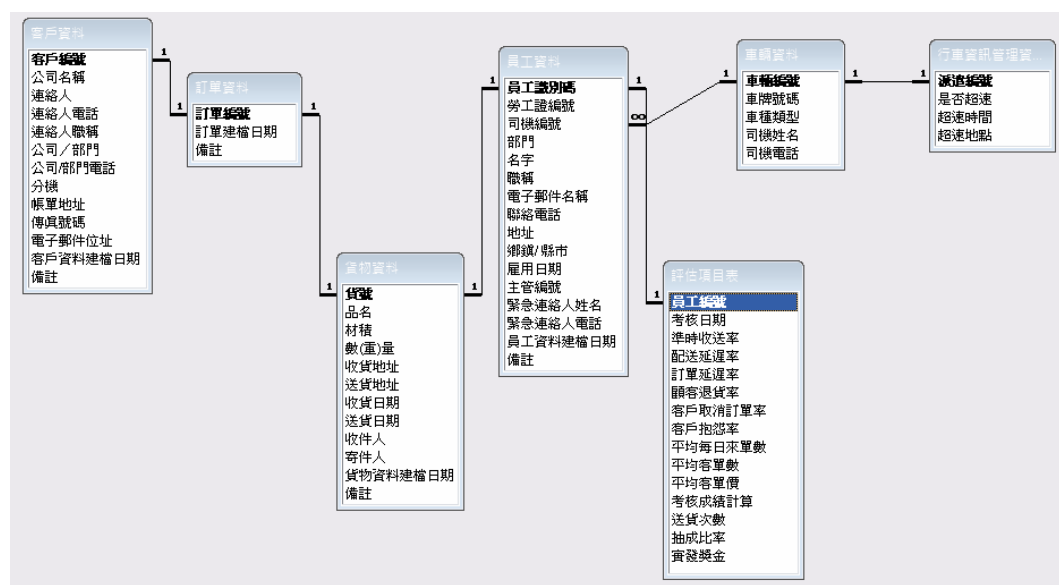 客戶資料
客戶編號
公司名稱
連絡人
連絡人電話
連絡人職稱
公司／部門
公司/部門電話
分機
帳單地址
傳真號碼
電子郵件位址
客戶資料建檔日期
備註
1
1
訂單資料
訂單編號
訂單建檔日期
備註
1
1
貨物資料
貨號
品名
材積
數(重)量
收貨地址
送貨地址
收貨日期
送貨日期
收件人
寄件人
貨物資料建檔日期
備註
1
1
員工資料
員工識別碼
勞工證編號
司機編號
部門
名字
職稱
電子郵件名稱
聯絡電話
地址
鄉鎮/縣市
雇用日期
主管編號
緊急連絡人姓名
緊急連絡人電話
員工資料建檔日期
備註
1
∞
1
車輛資料
車輛編號
車牌號碼
車種類型
司機姓名
司機電話
1
1
行車資訊管理資...
派遣編號
是否超速
超速時間
超速地點
1
評估項目表
員工編號
考核日期
準時收送率
配送延遲率
訂單延遲率
顧客退貨率
客戶取消訂單率
客戶抱怨率
平均每日來單數
平均客單數
平均客單價
考核成績計算
送貨次數
抽成比率
實發獎金